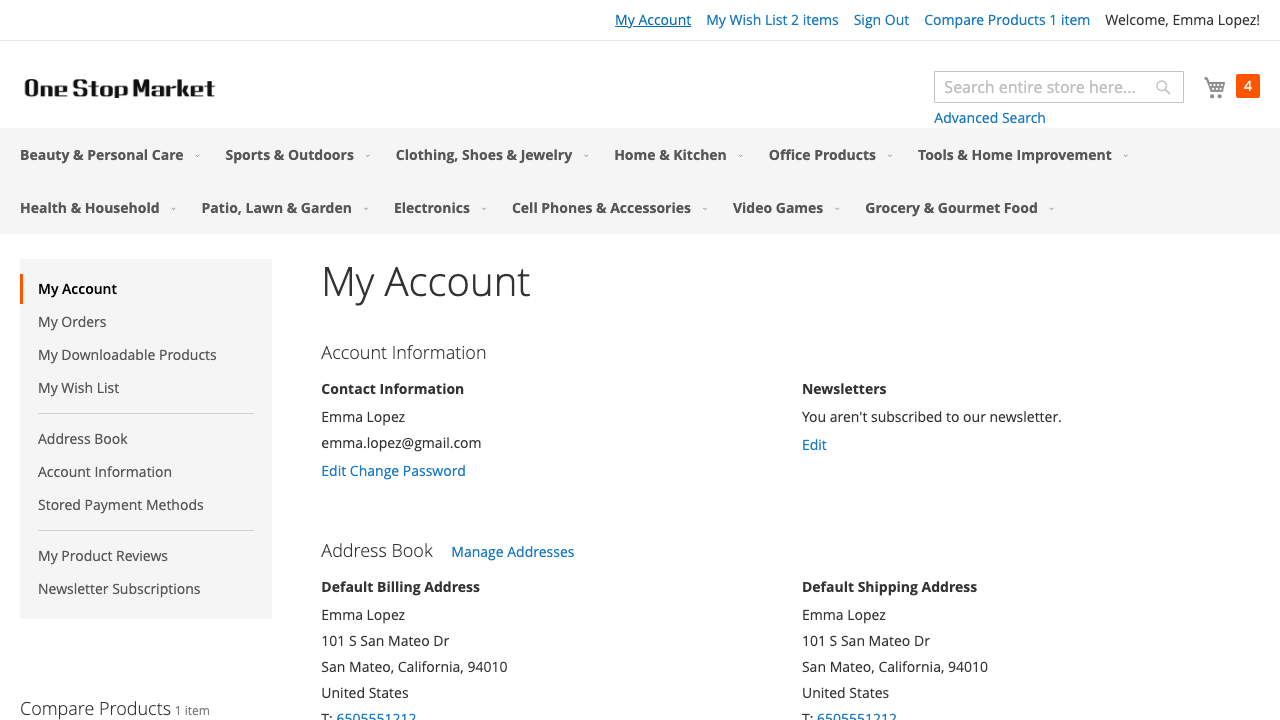 My Account My Wish List 2 items Sign Out Compare Products 1 item Welcome, Emma Lopez!
One Stop Market
Search entire store here...
4
Advanced Search
Beauty & Personal Care Sports & Outdoors Clothing, Shoes & Jewelry Home & Kitchen Office Products Tools & Home Improvement
Health & Household Patio, Lawn & Garden Electronics Cell Phones & Accessories Video Games Grocery & Gourmet Food
My Account
My Orders
My Downloadable Products
My Wish List
Address Book
Account Information
Stored Payment Methods
My Product Reviews
Newsletter Subscriptions
Compare Products 1 item
My Account
Account Information
Contact Information
Emma Lopez
emma.lopez@gmail.com
Edit Change Password
Newsletters
You aren't subscribed to our newsletter.
Edit
Address Book Manage Addresses
Default Billing Address
Emma Lopez
101 S San Mateo Dr
San Mateo, California, 94010
United States
T: 6505551212
Default Shipping Address
Emma Lopez
101 S San Mateo Dr
San Mateo, California, 94010
United States
T: 6505551212